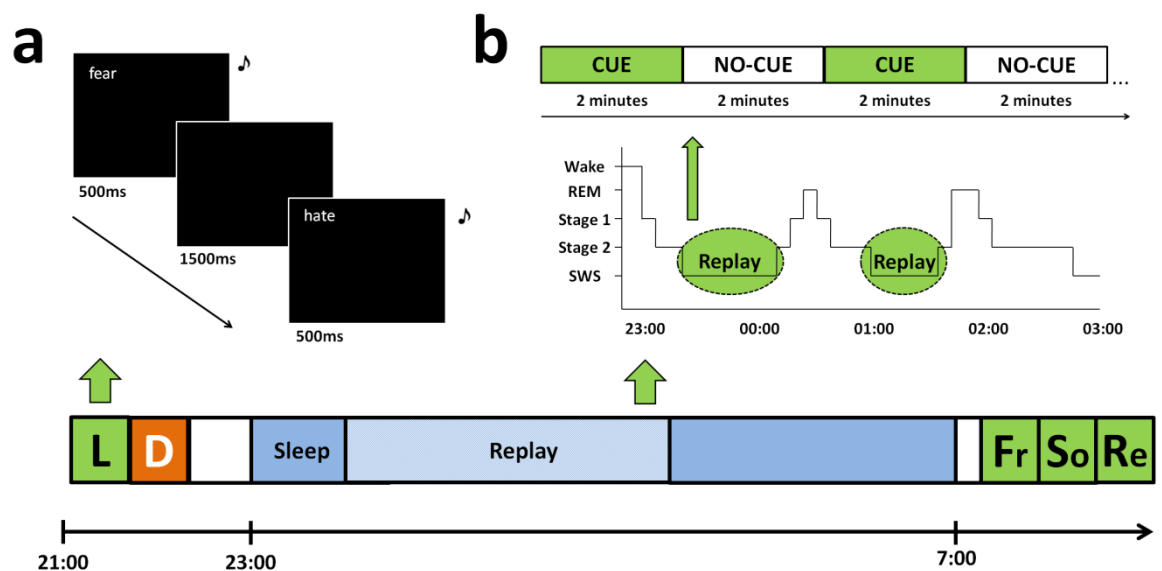 a
fear
♪
500ms
1500ms
hate
♪
500ms
b
CUE NO-CUE CUE NO-CUE ...
2 minutes 2 minutes 2 minutes 2 minutes
Wake
REM
Stage 1
Stage 2
SWS
Replay Replay
23:00 00:00 01:00 02:00 03:00
L D Sleep Replay Fr So Re
21:00 23:00 7:00